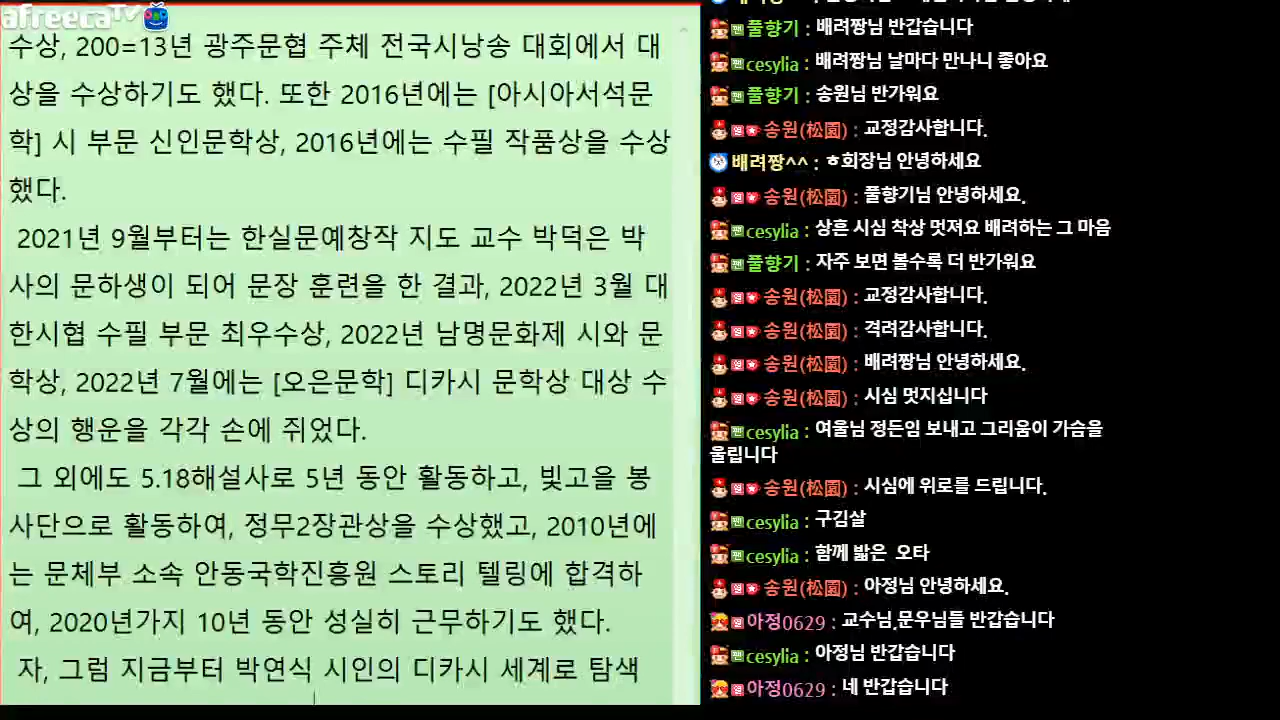 afreecaTV
수상, 200=13년 광주문협 주체 전국시낭송 대회에서 대
상을 수상하기도 했다. 또한 2016년에는 [아시아서석문
학] 시 부문 신인문학상, 2016년에는 수필 작품상을 수상
했다.
2021년 9월부터는 한실문예창작 지도 교수 박덕은 박
사의 문하생이 되어 문장 훈련을 한 결과, 2022년 3월 대
한시협 수필 부문 최우수상, 2022년 남명문화제 시와 문
학상, 2022년 7월에는 [오은문학] 디카시 문학상 대상 수
상의 행운을 각각 손에 쥐었다.
그 외에도 5.18해설사로 5년 동안 활동하고, 빛고을 봉
사단으로 활동하여, 정무2장관상을 수상했고, 2010년에
는 문체부 소속 안동국학진흥원 스토리 텔링에 합격하
여, 2020년가지 10년 동안 성실히 근무하기도 했다.
자, 그럼 지금부터 박연식 시인의 디카시 세계로 탐색
팬 풀향기 : 배려짱님 반갑습니다
팬 cesylia : 배려짱님 날마다 만나니 좋아요
팬 풀향기 : 송원님 반가워요
열 송원(松園) : 교정감사합니다.
배려짱^^ : ㅎ회장님 안녕하세요
열 송원(松園) : 풀향기님 안녕하세요.
팬 cesylia : 상흔 시심 착상 멋져요 배려하는 그 마음
팬 풀향기 : 자주 보면 볼수록 더 반가워요
열 송원(松園) : 교정감사합니다.
열 송원(松園) : 격려감사합니다.
열 송원(松園) : 배려짱님 안녕하세요.
열 송원(松園) : 시심 멋지십니다
팬 cesylia : 여울님 정든임 보내고 그리움이 가슴을
울립니다
열 송원(松園) : 시심에 위로를 드립니다.
팬 cesylia : 구김살
팬 cesylia : 함께 밟은 오타
열 송원(松園) : 아정님 안녕하세요.
열 아정0629 : 교수님.문우님들 반갑습니다
팬 cesylia : 아정님 반갑습니다
열 아정0629 : 네 반갑습니다